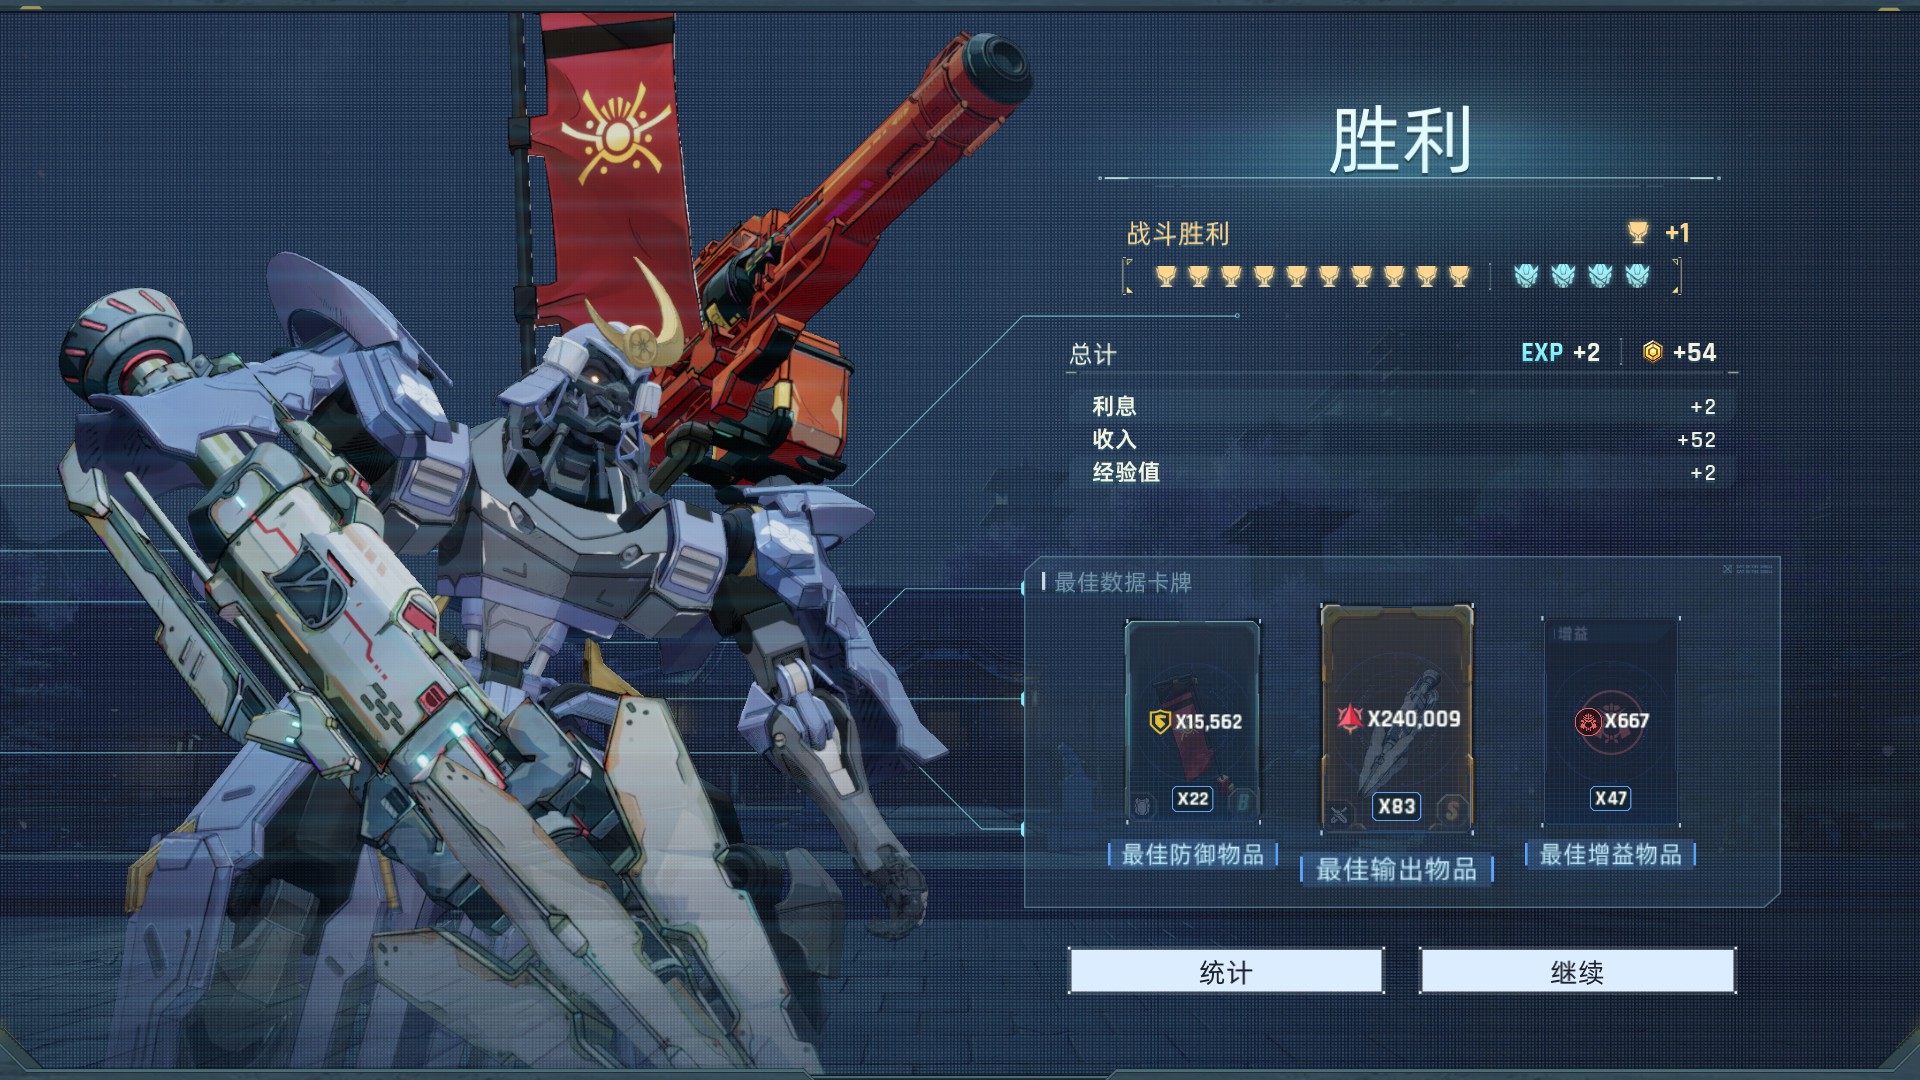 胜利
战斗胜利 +1
总计 EXP +2 +54
利息 +2
收入 +52
经验值 +2
最佳数据卡牌
X15,562
X22
B
最佳防御物品
X240,009
X83
S
最佳输出物品
增益
X667
X47
最佳增益物品
统计
继续